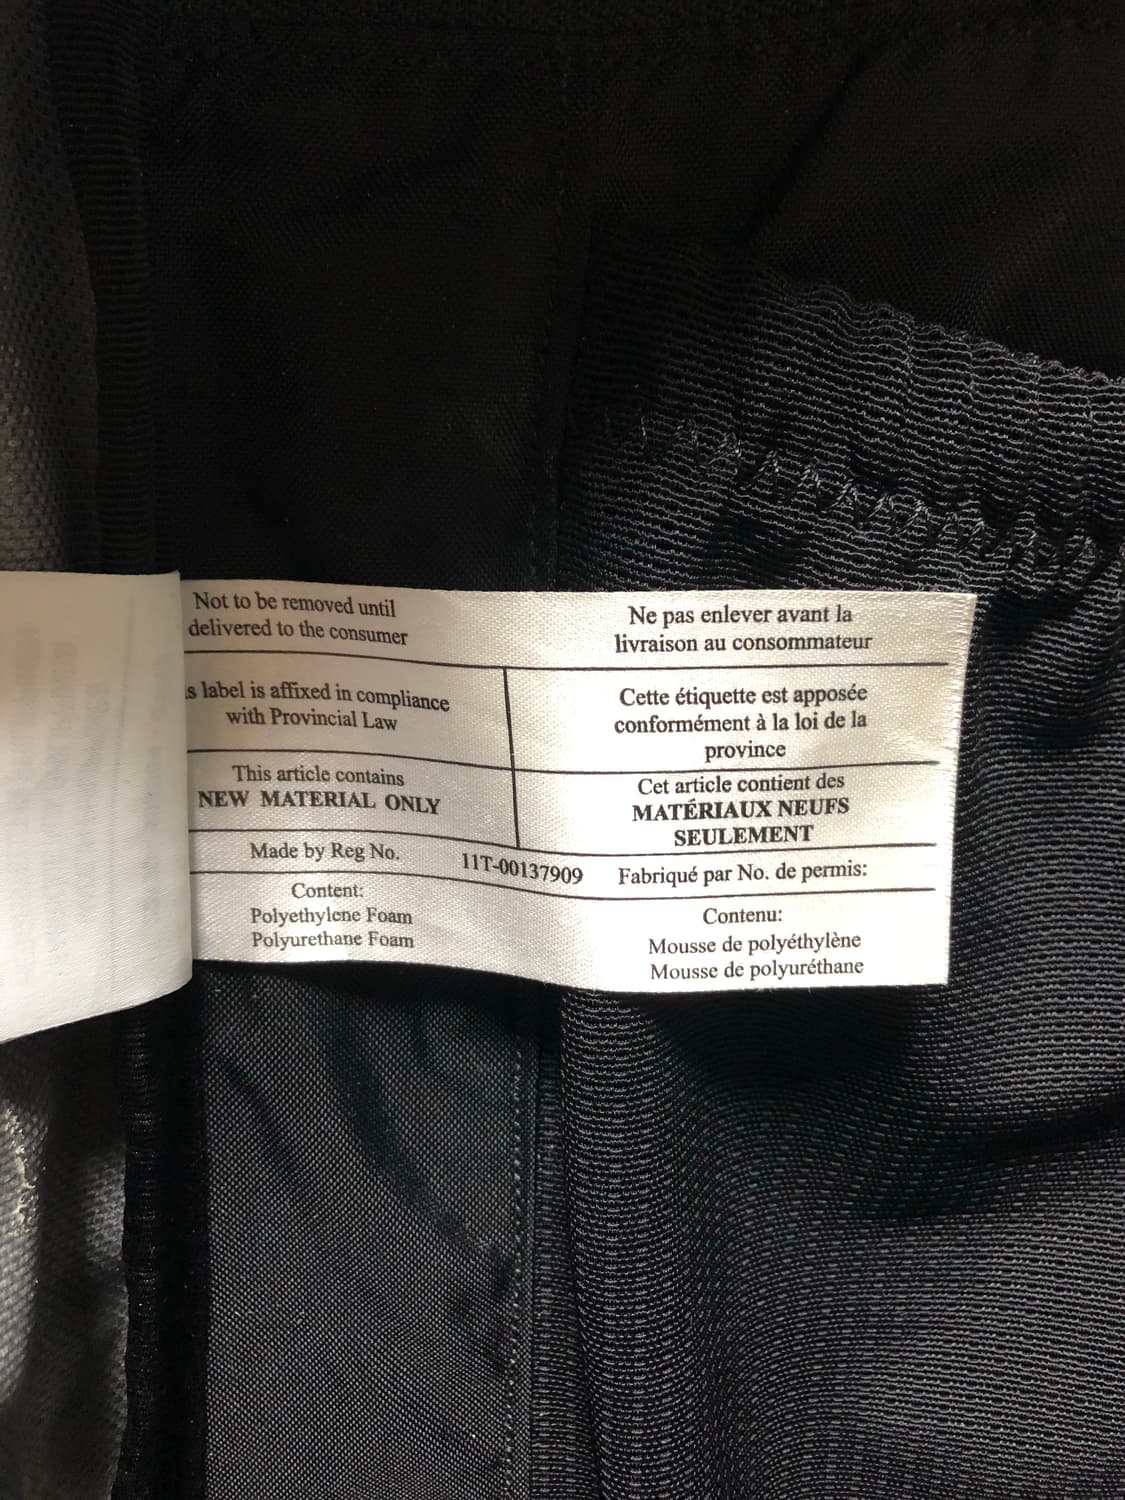 Not to be removed until
delivered to the consumer
Ne pas enlever avant la
livraison au consommateur
s label is affixed in compliance
with Provincial Law
Cette étiquette est apposée
conformément à la loi de la
province
This article contains
NEW MATERIAL ONLY
Cet article contient des
MATÉRIAUX NEUFS
SEULEMENT
Made by Reg No. 11T-00137909 Fabriqué par No. de permis:
Content:
Polyethylene Foam
Polyurethane Foam
Contenu:
Mousse de polyéthylène
Mousse de polyuréthane